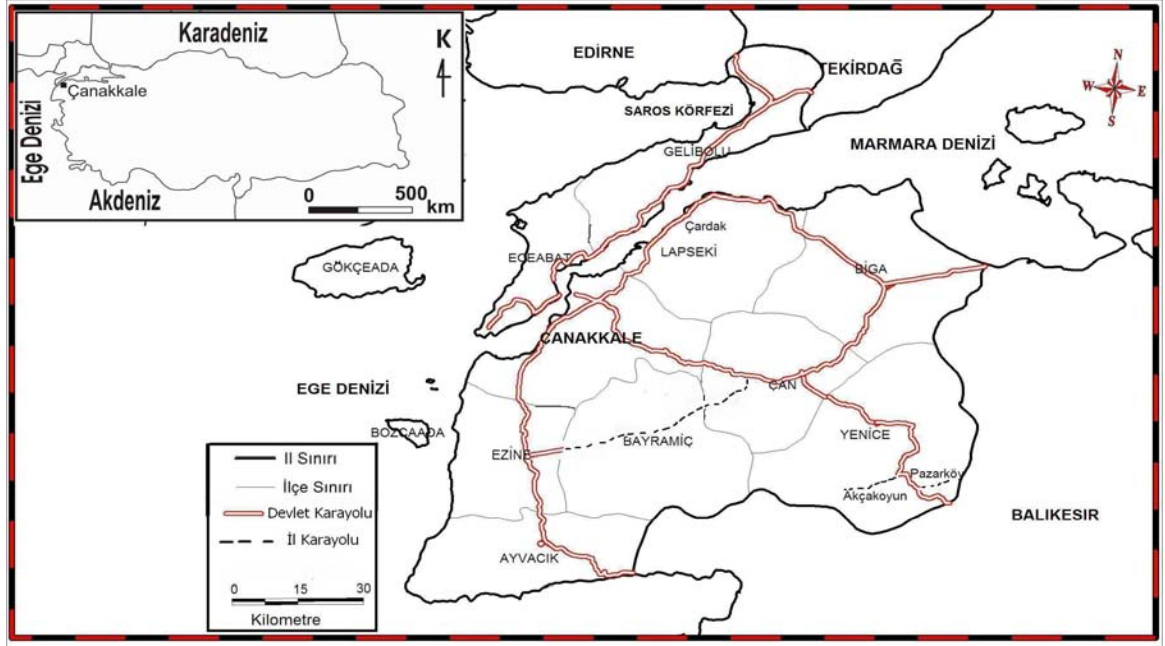 Karadeniz
K
Çanakkale
Ege Denizi
Akdeniz
0 500
km
EDİRNE
TEKİRDAĞ
N
W E
S
SAROS KÖRFEZİ
GELİBOLU
MARMARA DENİZİ
Çardak
LAPSEKİ
ECEABAT
GÖKÇEADA
BİGA
ÇANAKKALE
EGE DENİZİ
ÇAN
BOZCAADA
BAYRAMİÇ
YENİCE
EZİNE
Pazarköy
Akçakoyun
BALIKESIR
AYVACIK
Il Sınırı
İlçe Sınırı
Devlet Karayolu
İl Karayolu
0 15 30
Kilometre